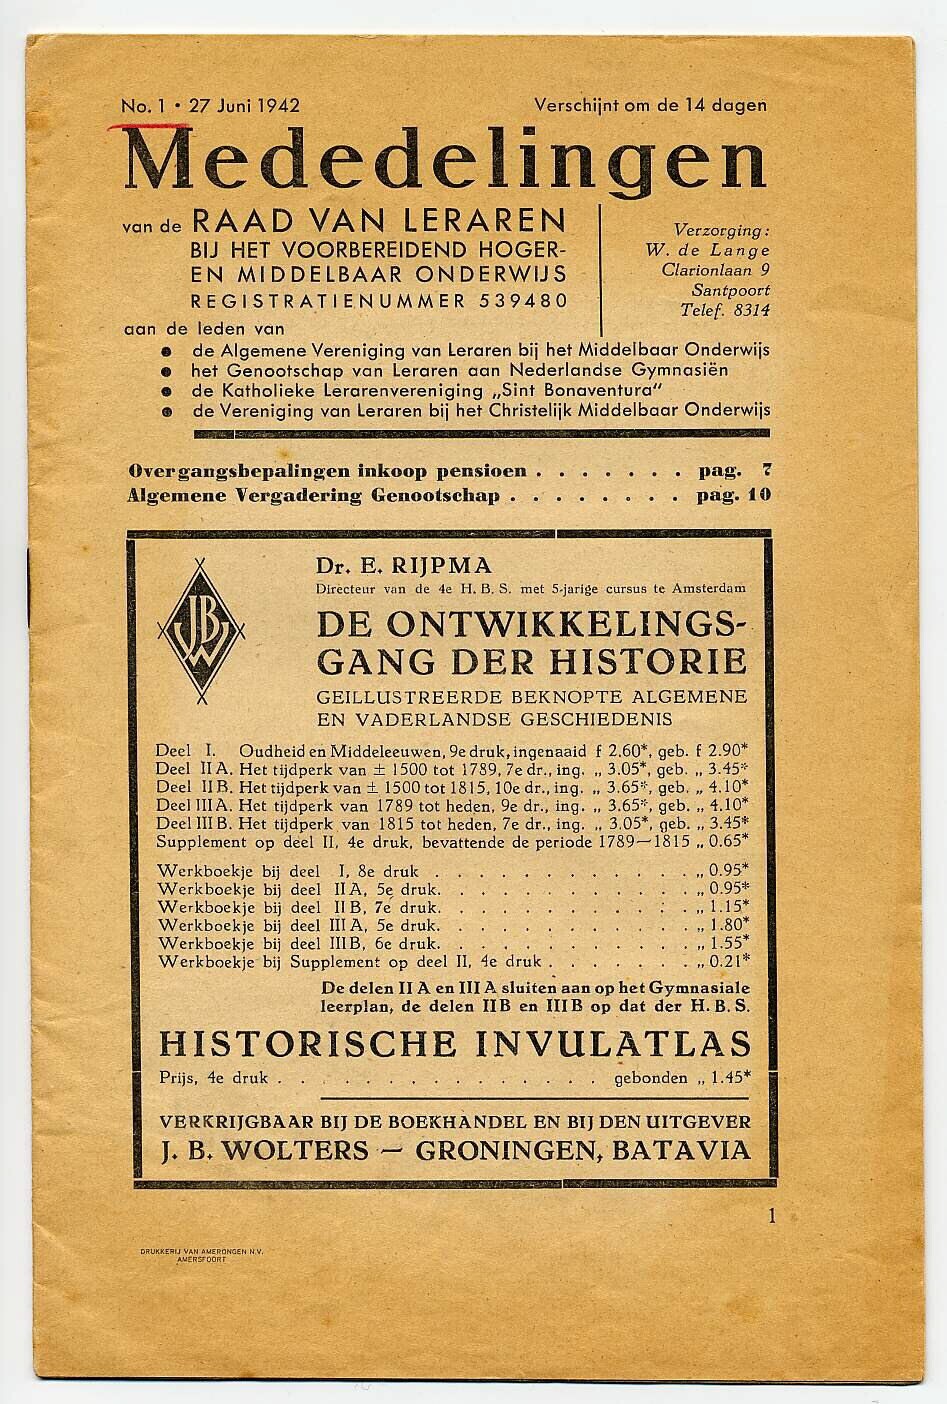 No. 1 • 27 Juni 1942
Verschijnt om de 14 dagen
Mededelingen
van de RAAD VAN LERAREN
BIJ HET VOORBEREIDEND HOGER-
EN MIDDELBAAR ONDERWIJS
REGISTRATIENUMMER 539480
Verzorging:
W. de Lange
Clarionlaan 9
Santpoort
Telef. 8314
aan de leden van
● de Algemene Vereniging van Leraren bij het Middelbaar Onderwijs
● het Genootschap van Leraren aan Nederlandse Gymnasiën
● de Katholieke Lerarenvereniging „Sint Bonaventura"
● de Vereniging van Leraren bij het Christelijk Middelbaar Onderwijs
Overgangsbepalingen inkoop pensioen . . . . . . . pag. 7
Algemene Vergadering Genootschap . . . . . . . . pag. 10
JBW
Dr. E. RIJPMA
Directeur van de 4e H. B. S. met 5-jarige cursus te Amsterdam
DE ONTWIKKELINGS-
GANG DER HISTORIE
GEILLUSTREERDE BEKNOPTE ALGEMENE
EN VADERLANDSE GESCHIEDENIS
Deel I. Oudheid en Middeleeuwen, 9e druk, ingenaaid f 2.60*, geb. f 2.90*
Deel II A. Het tijdperk van ± 1500 tot 1789, 7e dr., ing. „ 3.05*, geb. „ 3.45*
Deel II B. Het tijdperk van ± 1500 tot 1815, 10e dr., ing. „ 3.65*, geb. „ 4.10*
Deel III A. Het tijdperk van 1789 tot heden, 9e dr., ing. „ 3.65*, geb. „ 4.10*
Deel III B. Het tijdperk van 1815 tot heden, 7e dr., ing. „ 3.05*, geb. „ 3.45*
Supplement op deel II, 4e druk, bevattende de periode 1789—1815 „ 0.65*
Werkboekje bij deel I, 8e druk . . . . . . . . . . . . „ 0.95*
Werkboekje bij deel II A, 5e druk. . . . . . . . . . . . „ 0.95*
Werkboekje bij deel II B, 7e druk. . . . . . . . . . . . „ 1.15*
Werkboekje bij deel III A, 5e druk. . . . . . . . . . . . „ 1.80*
Werkboekje bij deel III B, 6e druk. . . . . . . . . . . . „ 1.55*
Werkboekje bij Supplement op deel II, 4e druk . . . . . . . „ 0.21*
De delen II A en III A sluiten aan op het Gymnasiale
leerplan, de delen II B en III B op dat der H. B. S.
HISTORISCHE INVULATLAS
Prijs, 4e druk . . . . . . . . . . . . . . . gebonden „ 1.45*
VERKRIJGBAAR BIJ DE BOEKHANDEL EN BIJ DEN UITGEVER
J. B. WOLTERS — GRONINGEN, BATAVIA
1
DRUKKERIJ VAN AMERONGEN N.V.
AMERSFOORT